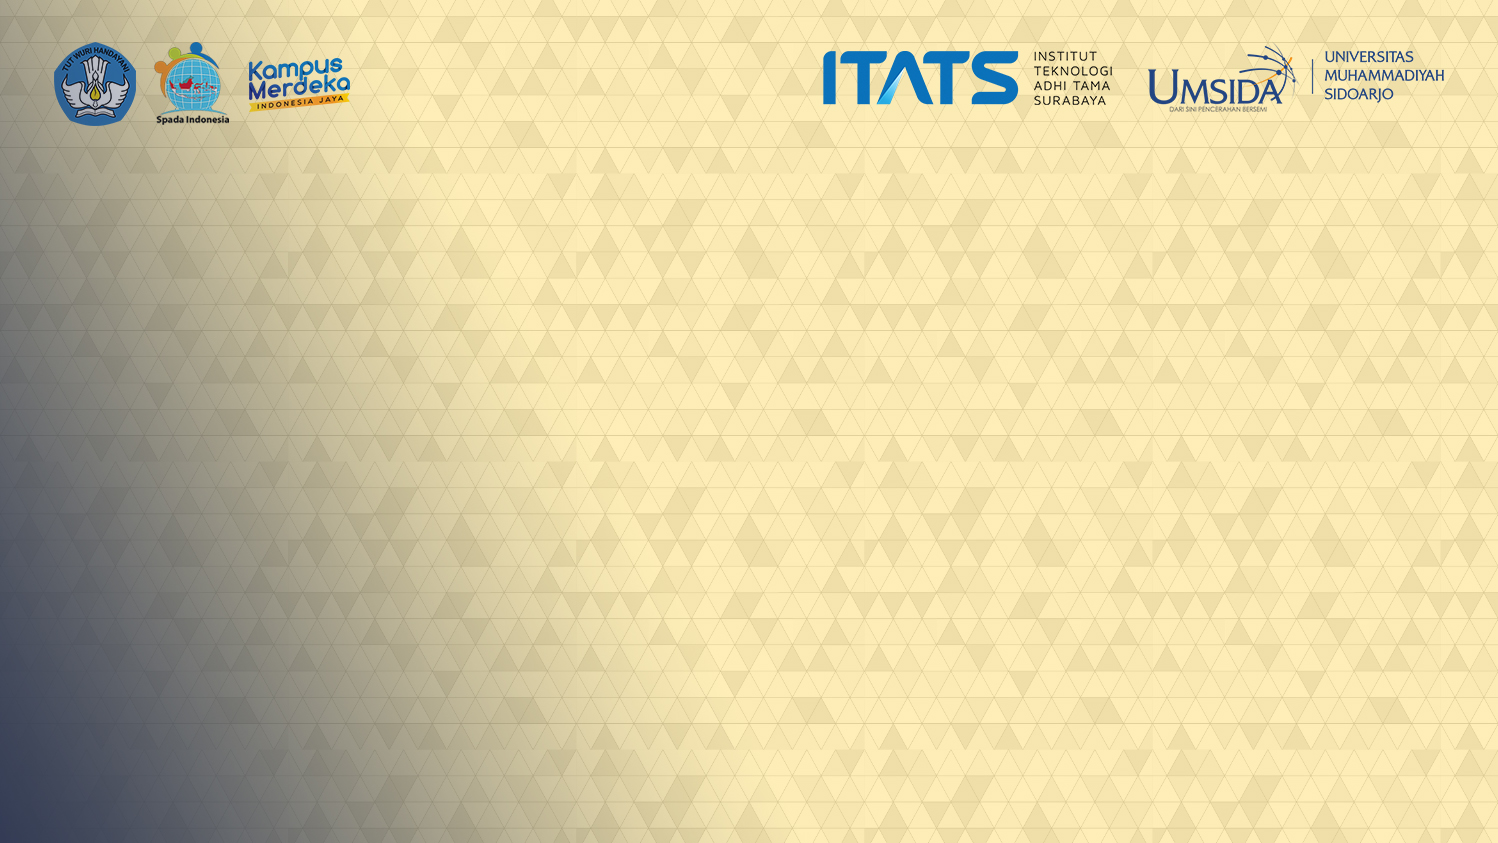 TUT WURI HANDAYANI
Spada Indonesia
Kampus
Merdeka
INDONESIA JAYA
ITATS
INSTITUT
TEKNOLOGI
ADHI TAMA
SURABAYA
UMSIDA
DARI SINI PENCERAHAN BERSEMI
UNIVERSITAS
MUHAMMADIYAH
SIDOARJO